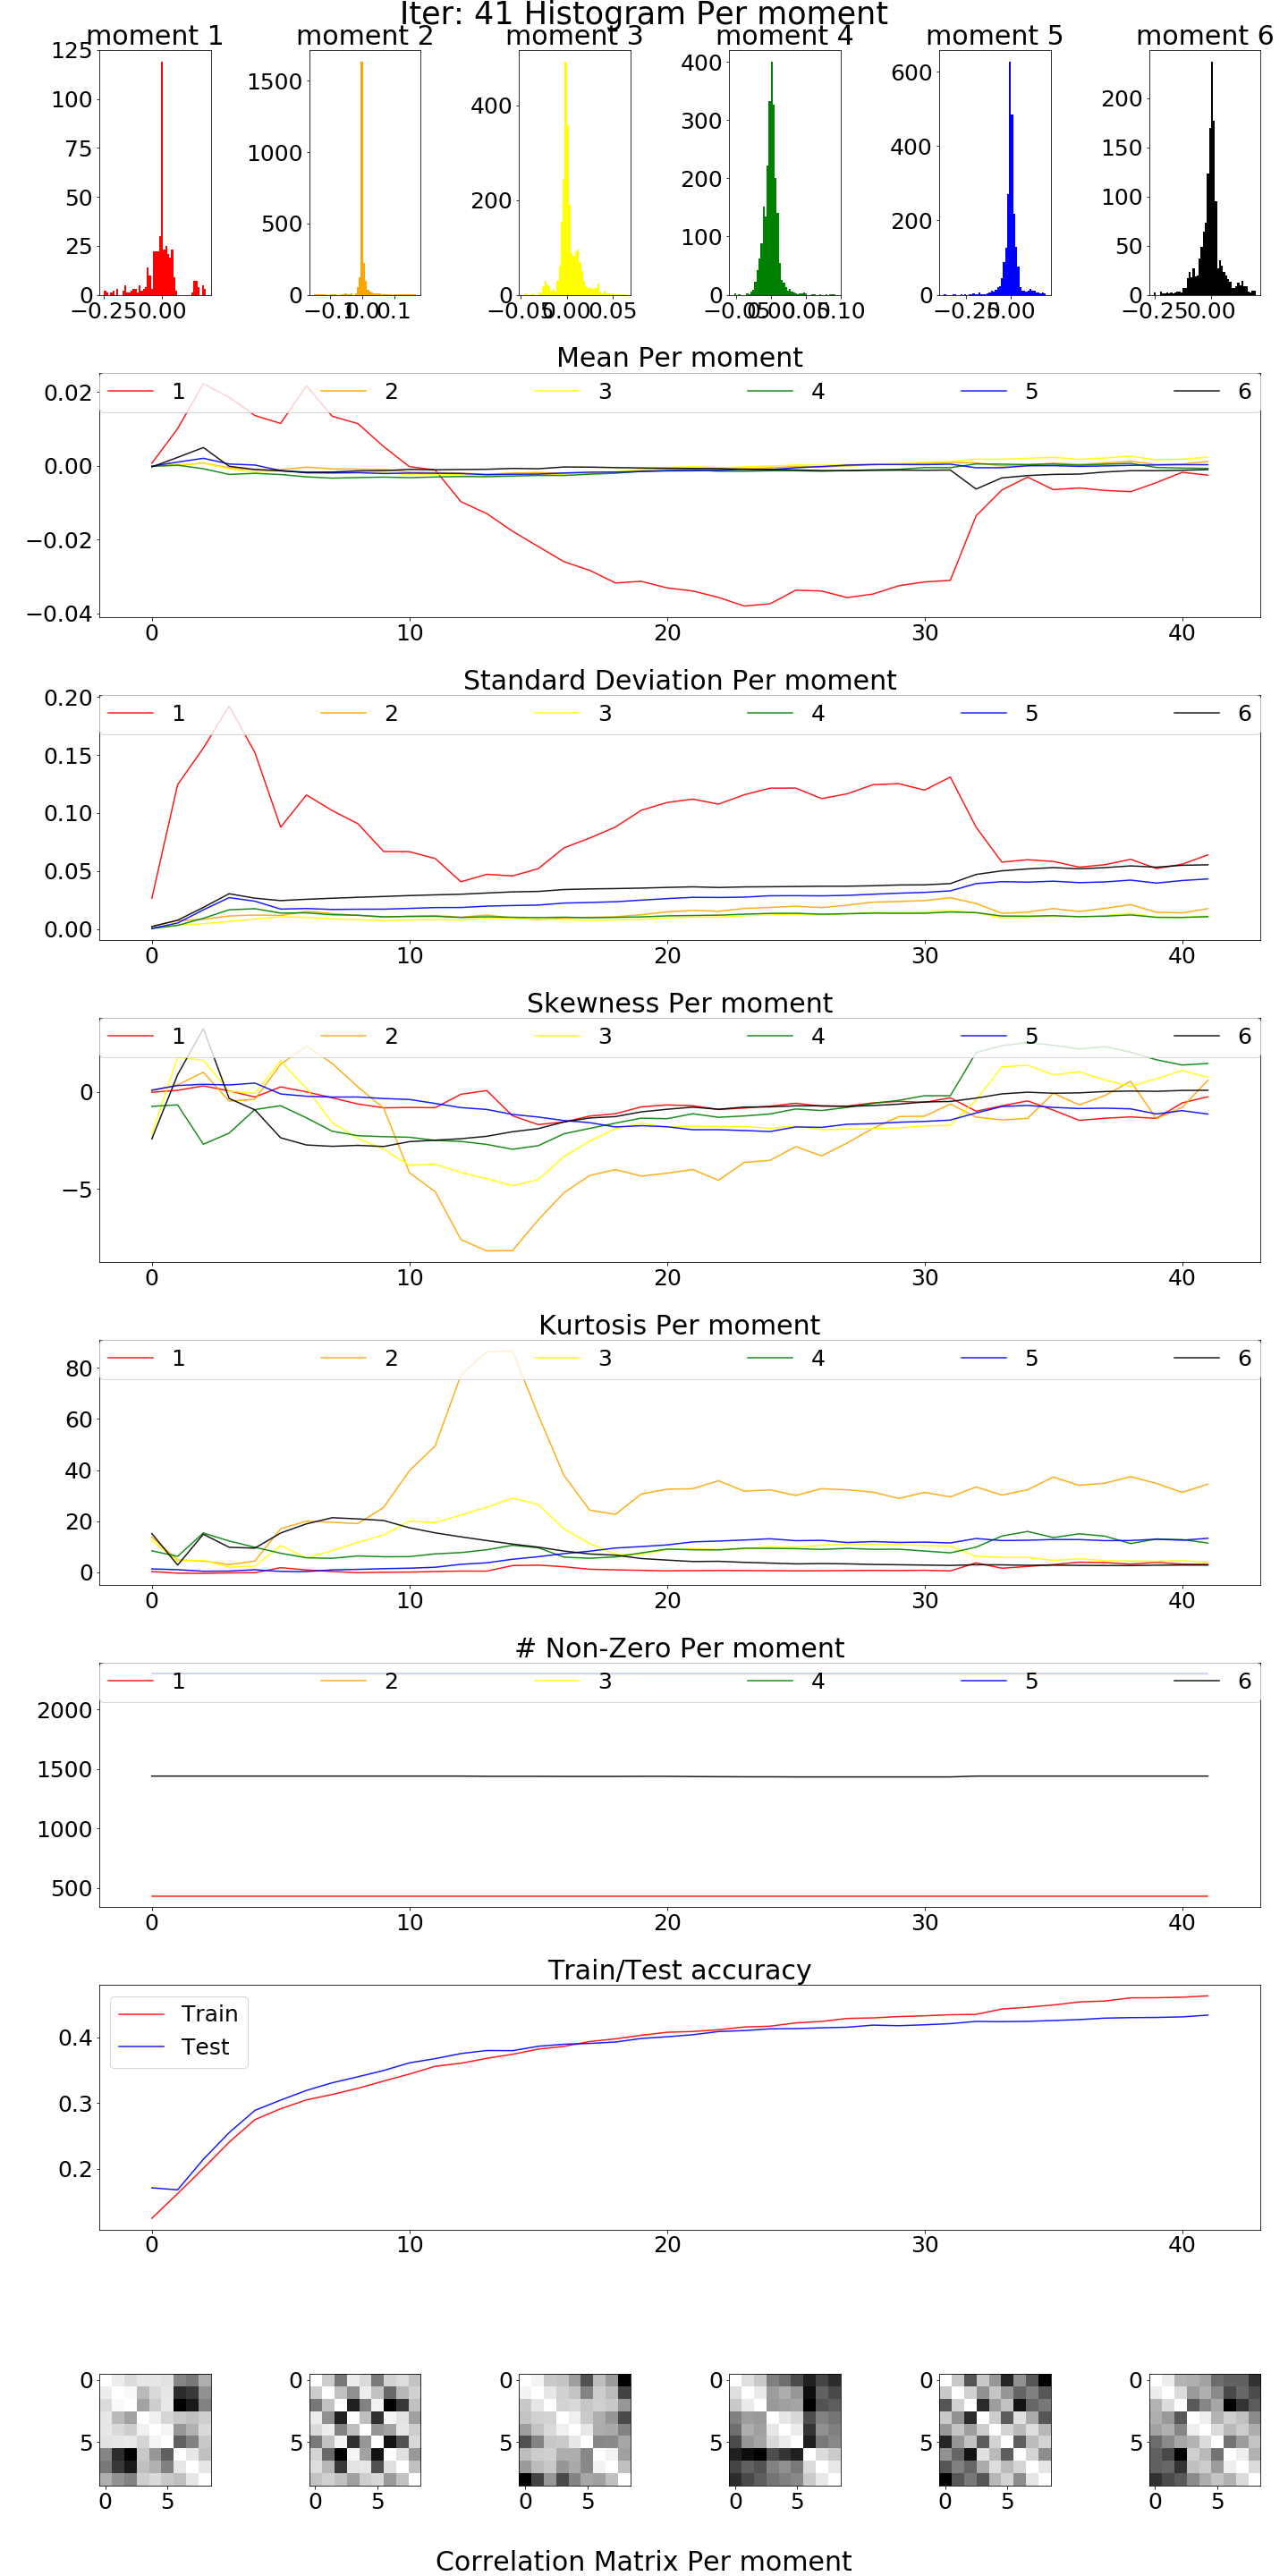 Iter: 41 Histogram Per moment
moment 1 moment 2 moment 3 moment 4 moment 5 moment 6
125 100 75 50 25 0
1500 1000 500 0
400 200 0
400 300 200 100 0
600 400 200 0
200 150 100 50 0
−0.25 0.00 −0.1 0.0 0.1 −0.05 0.00 0.05 −0.05 0.00 0.05 0.10 −0.25 0.00 −0.25 0.00
Mean Per moment
1 2 3 4 5 6
0.02
0.00
−0.02
−0.04
0 10 20 30 40
Standard Deviation Per moment
1 2 3 4 5 6
0.20
0.15
0.10
0.05
0.00
0 10 20 30 40
Skewness Per moment
1 2 3 4 5 6
0
−5
0 10 20 30 40
Kurtosis Per moment
1 2 3 4 5 6
80
60
40
20
0
0 10 20 30 40
# Non-Zero Per moment
1 2 3 4 5 6
2000
1500
1000
500
0 10 20 30 40
Train/Test accuracy
Train
Test
0.4
0.3
0.2
0 10 20 30 40
0 0 0 0 0 0
5 5 5 5 5 5
0 5 0 5 0 5 0 5 0 5 0 5
Correlation Matrix Per moment